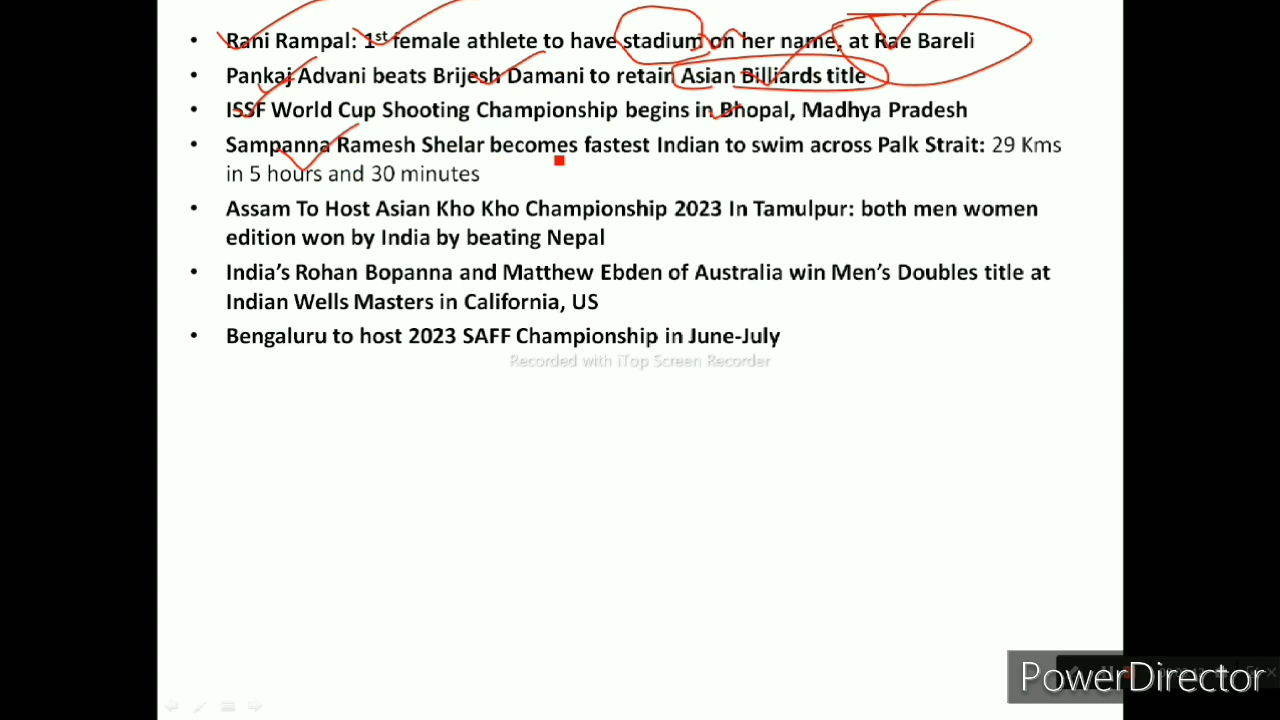 • Rani Rampal: 1st female athlete to have stadium on her name, at Rae Bareli
• Pankaj Advani beats Brijesh Damani to retain Asian Billiards title
• ISSF World Cup Shooting Championship begins in Bhopal, Madhya Pradesh
• Sampanna Ramesh Shelar becomes fastest Indian to swim across Palk Strait: 29 Kms
in 5 hours and 30 minutes
• Assam To Host Asian Kho Kho Championship 2023 In Tamulpur: both men women
edition won by India by beating Nepal
• India's Rohan Bopanna and Matthew Ebden of Australia win Men's Doubles title at
Indian Wells Masters in California, US
• Bengaluru to host 2023 SAFF Championship in June-July
Recorded with iTop Screen Recorder
PowerDirector